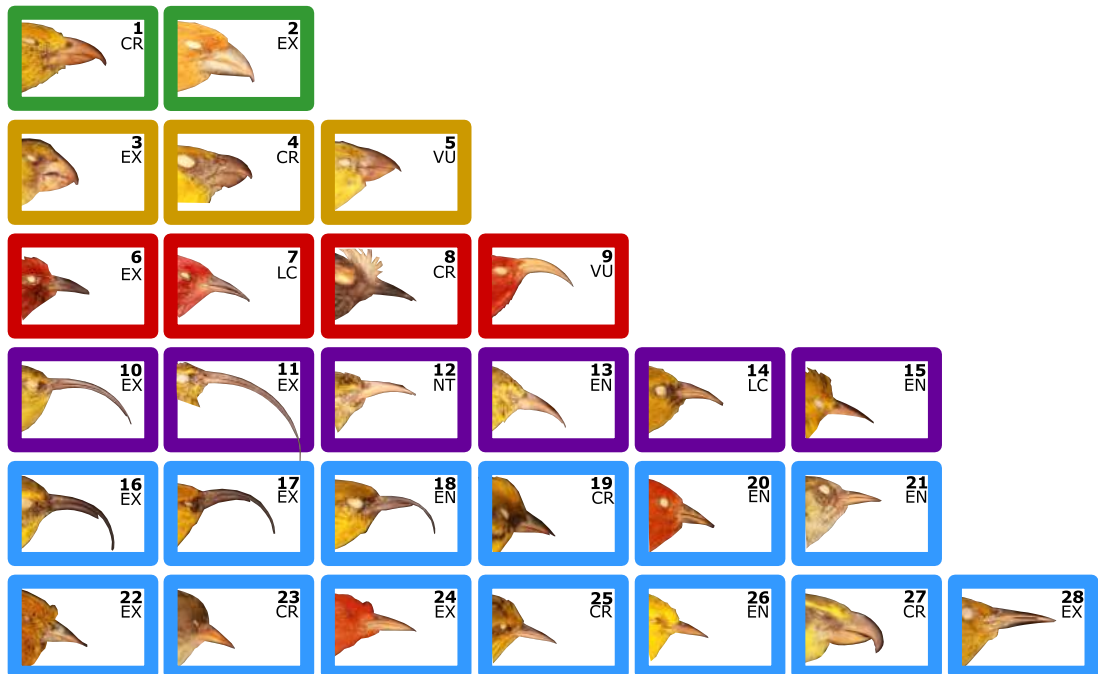 1
CR
2
EX
3
EX
4
CR
5
VU
6
EX
7
LC
8
CR
9
VU
10
EX
11
EX
12
NT
13
EN
14
LC
15
EN
16
EX
17
EX
18
EN
19
CR
20
EN
21
EN
22
EX
23
CR
24
EX
25
CR
26
EN
27
CR
28
EX